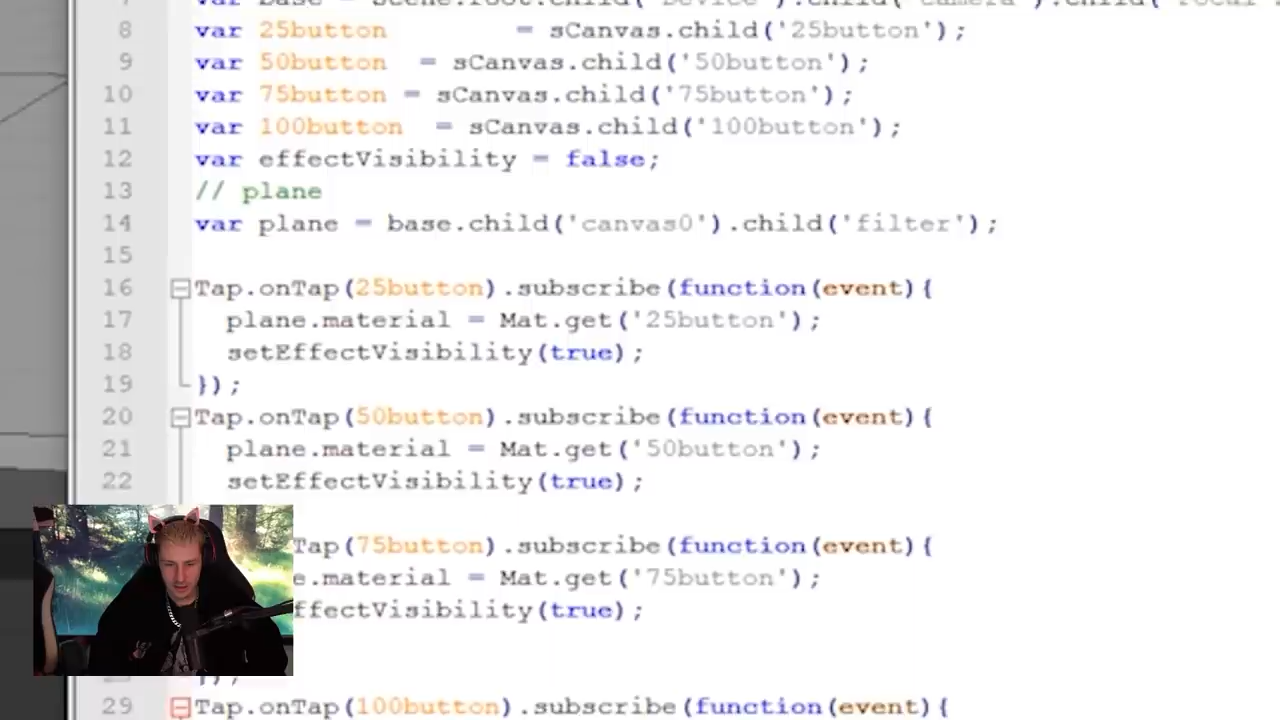 8 var 25button = sCanvas.child('25button');
9 var 50button = sCanvas.child('50button');
10 var 75button = sCanvas.child('75button');
11 var 100button = sCanvas.child('100button');
12 var effectVisibility = false;
13 // plane
14 var plane = base.child('canvas0').child('filter');
15
16 Tap.onTap(25button).subscribe(function(event){
17 plane.material = Mat.get('25button');
18 setEffectVisibility(true);
19 });
20 Tap.onTap(50button).subscribe(function(event){
21 plane.material = Mat.get('50button');
22 setEffectVisibility(true);
Tap(75button).subscribe(function(event){
e.material = Mat.get('75button');
ffectVisibility(true);
});
29 Tap.onTap(100button).subscribe(function(event){